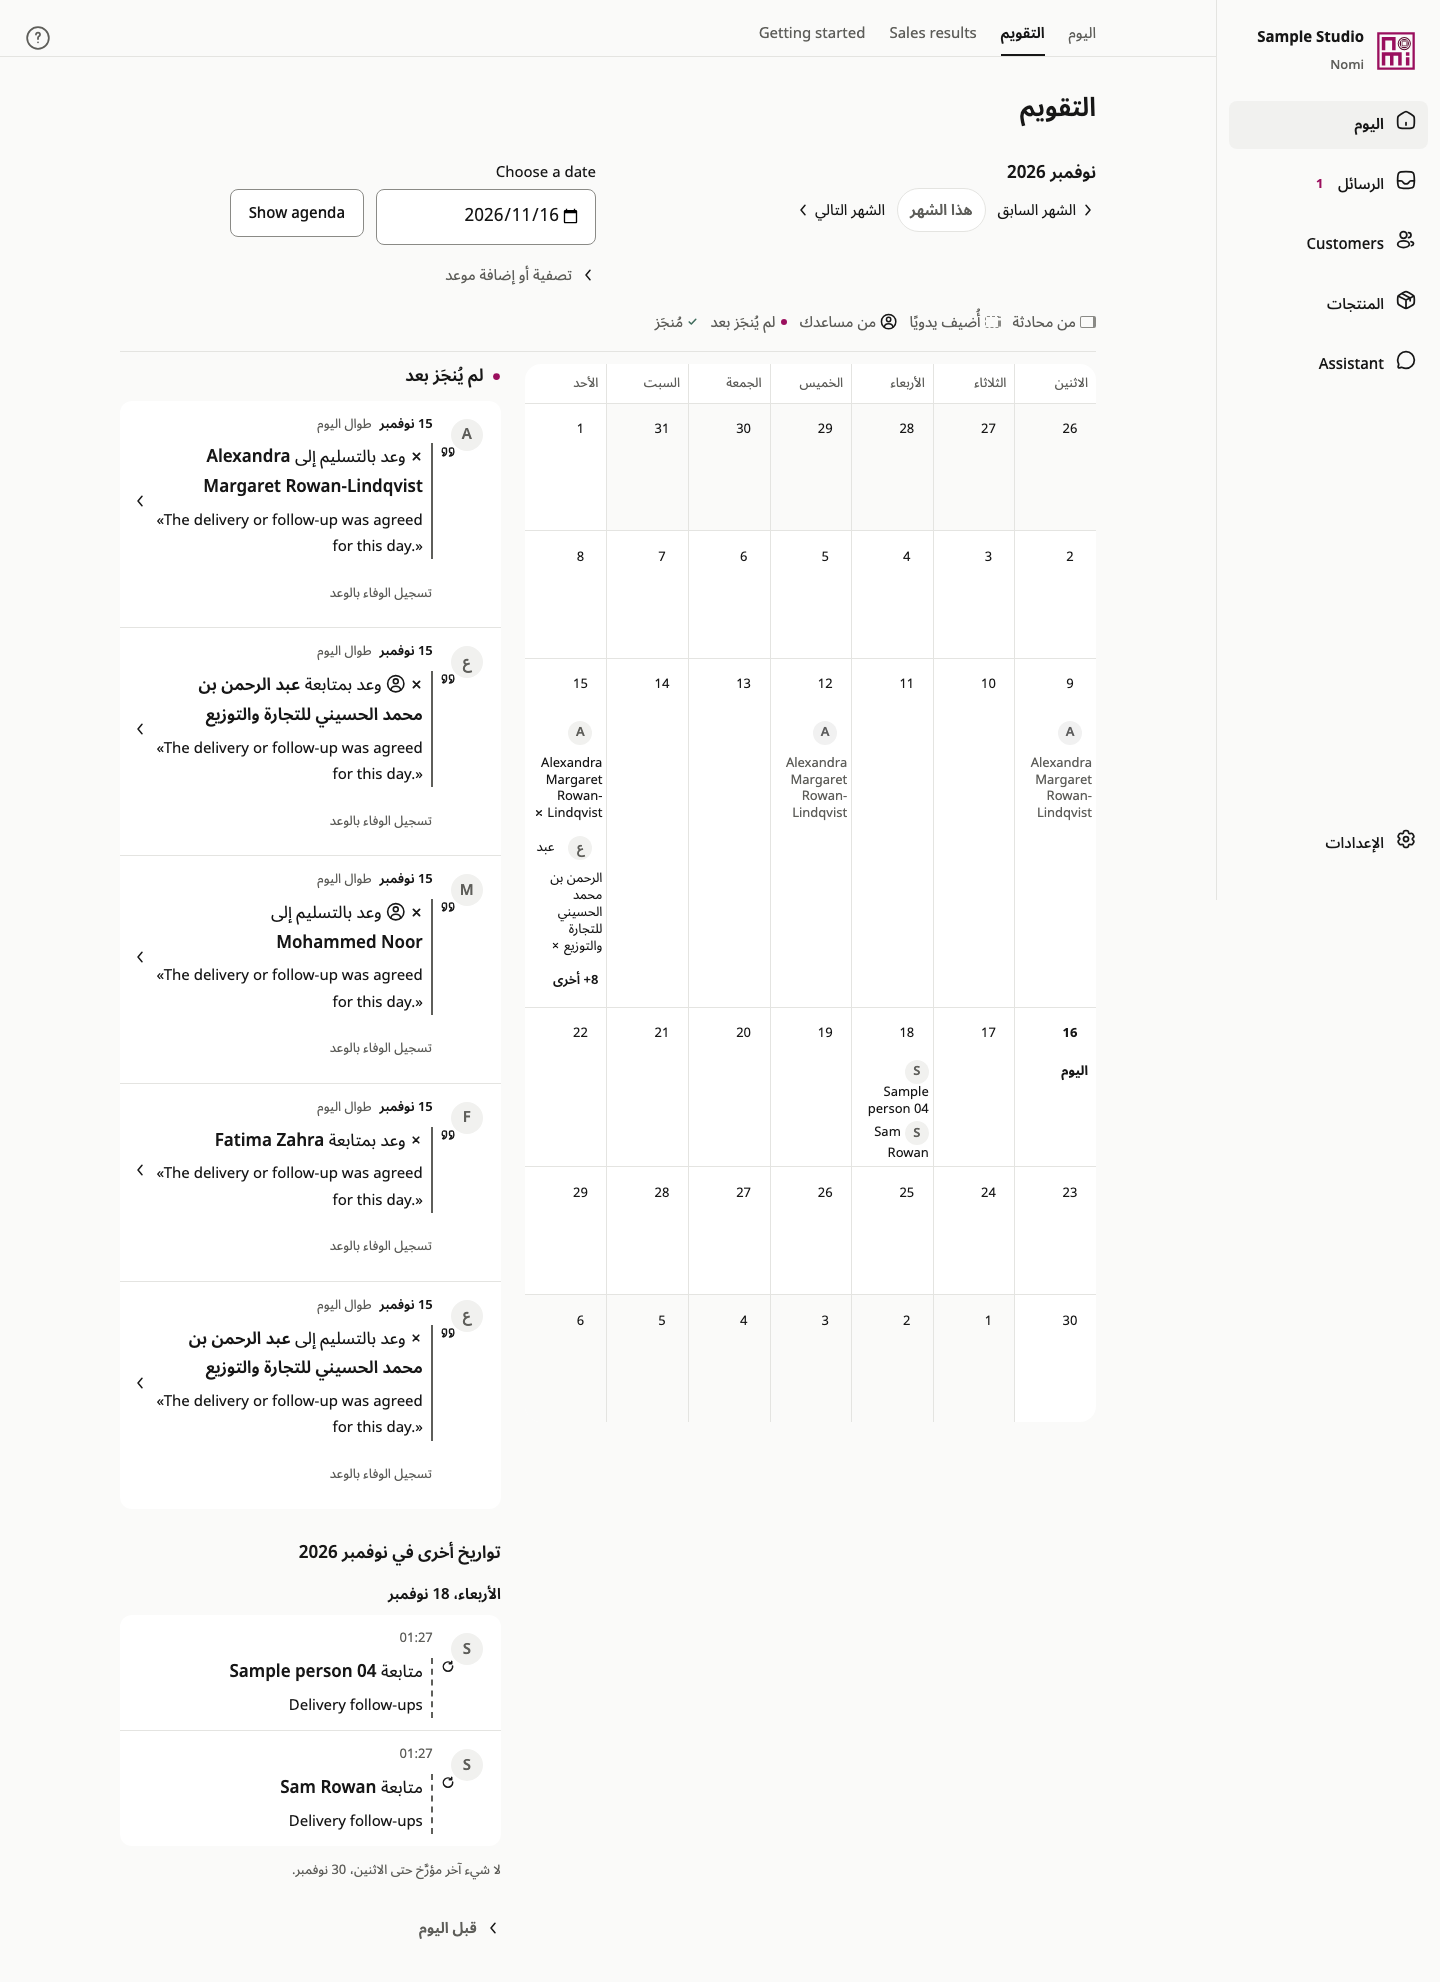 Sample Studio
Nomi
اليوم
الرسائل 1
Customers
المنتجات
Assistant
الإعدادات
اليوم
التقويم
Sales results
Getting started
التقويم
نوفمبر 2026
الشهر السابق
هذا الشهر
الشهر التالي
Choose a date
2026/11/16
Show agenda
تصفية أو إضافة موعد
من محادثة
أُضيف يدويًا
من مساعدك
لم يُنجَز بعد
مُنجَز
الاثنين الثلاثاء الأربعاء الخميس الجمعة السبت الأحد
26 27 28 29 30 31 1
2 3 4 5 6 7 8
9 10 11 12 13 14 15
A
Alexandra
Margaret
Rowan-
Lindqvist
A
Alexandra
Margaret
Rowan-
Lindqvist
A
Alexandra
Margaret
Rowan-
Lindqvist ×
ع عبد
الرحمن بن
محمد
الحسيني
للتجارة
والتوزيع ×
+8 أخرى
16 17 18 19 20 21 22
اليوم
S
Sample
person 04
S Sam
Rowan
23 24 25 26 27 28 29
30 1 2 3 4 5 6
لم يُنجَز بعد
A
15 نوفمبر طوال اليوم
× وعد بالتسليم إلى Alexandra
Margaret Rowan-Lindqvist
«The delivery or follow-up was agreed
for this day.»
تسجيل الوفاء بالوعد
ع
15 نوفمبر طوال اليوم
× وعد بمتابعة عبد الرحمن بن
محمد الحسيني للتجارة والتوزيع
«The delivery or follow-up was agreed
for this day.»
تسجيل الوفاء بالوعد
M
15 نوفمبر طوال اليوم
× وعد بالتسليم إلى
Mohammed Noor
«The delivery or follow-up was agreed
for this day.»
تسجيل الوفاء بالوعد
F
15 نوفمبر طوال اليوم
× وعد بمتابعة Fatima Zahra
«The delivery or follow-up was agreed
for this day.»
تسجيل الوفاء بالوعد
ع
15 نوفمبر طوال اليوم
× وعد بالتسليم إلى عبد الرحمن بن
محمد الحسيني للتجارة والتوزيع
«The delivery or follow-up was agreed
for this day.»
تسجيل الوفاء بالوعد
تواريخ أخرى في نوفمبر 2026
الأربعاء، 18 نوفمبر
S
01:27
متابعة Sample person 04
Delivery follow-ups
S
01:27
متابعة Sam Rowan
Delivery follow-ups
لا شيء آخر مؤرَّخ حتى الاثنين، 30 نوفمبر.
قبل اليوم